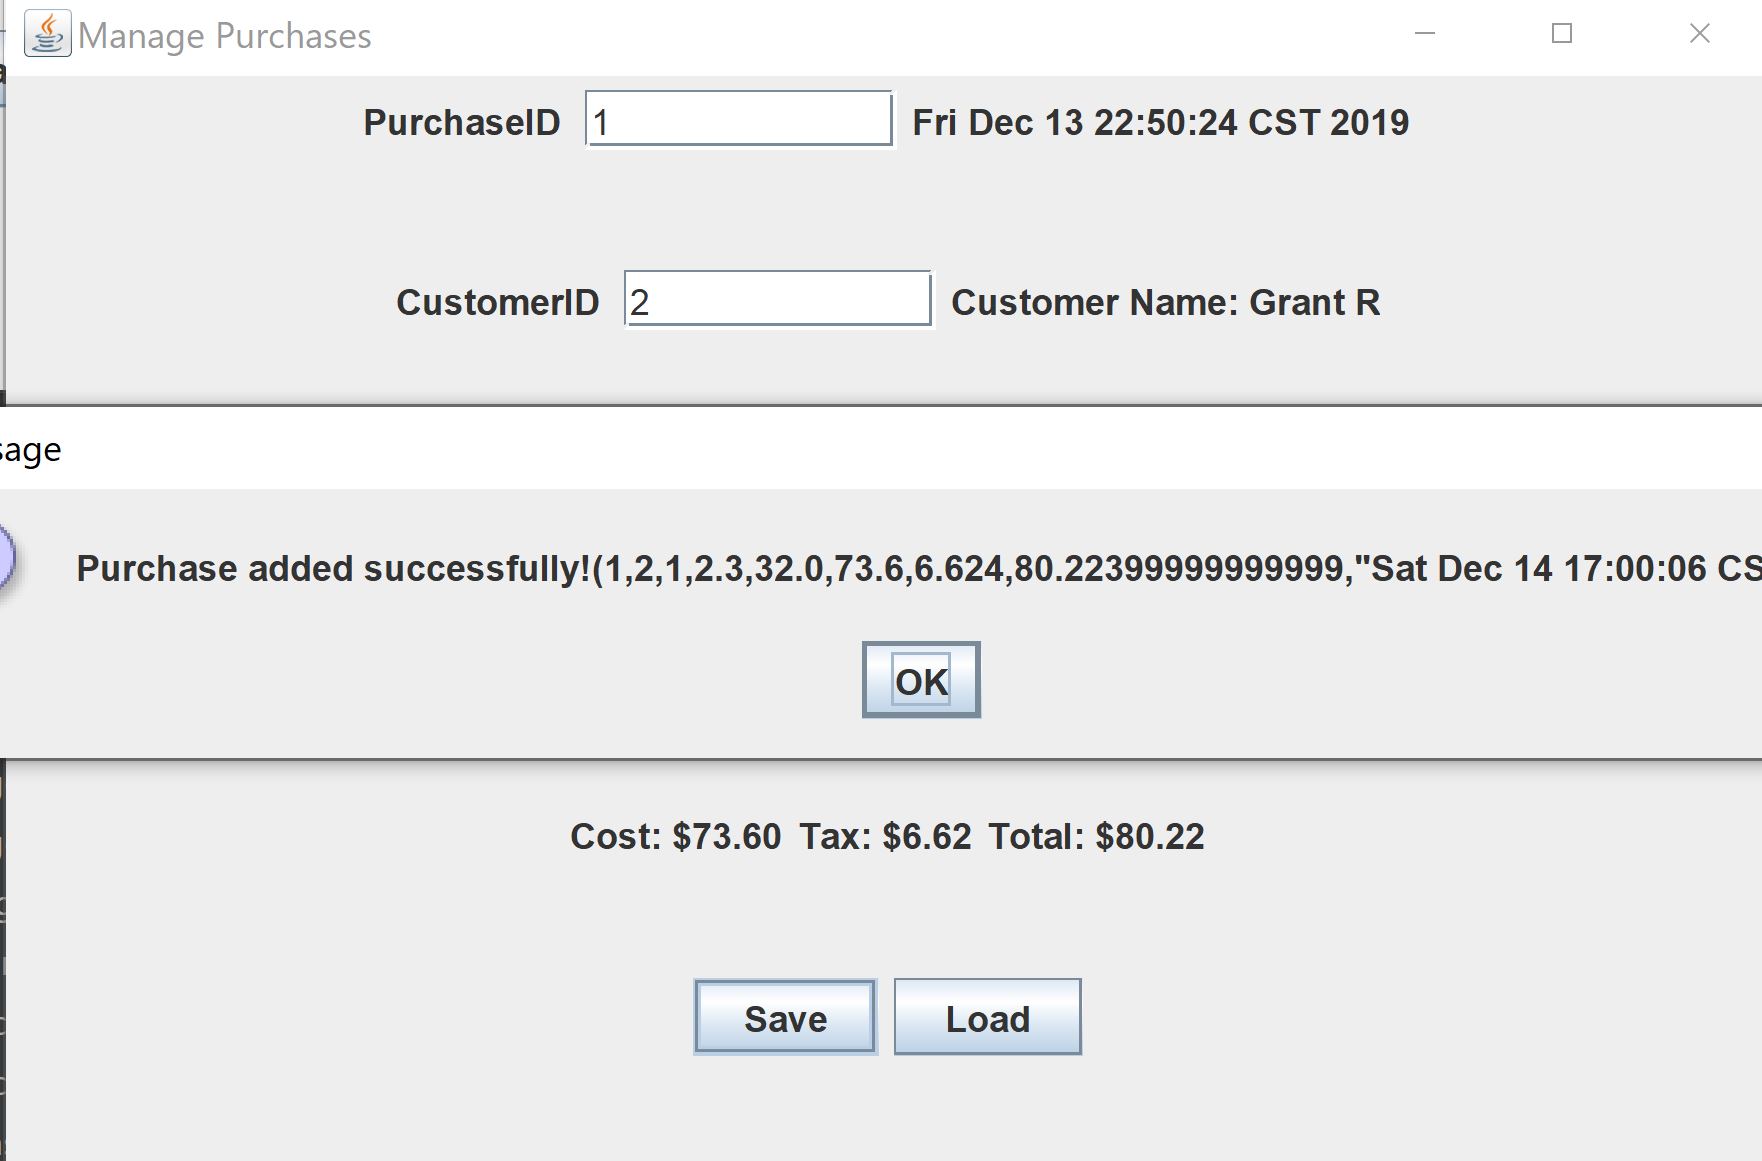 Manage Purchases
PurchaseID 1 Fri Dec 13 22:50:24 CST 2019
CustomerID 2 Customer Name: Grant R
sage
Purchase added successfully!(1,2,1,2.3,32.0,73.6,6.624,80.22399999999999,"Sat Dec 14 17:00:06 CS
OK
Cost: $73.60 Tax: $6.62 Total: $80.22
Save Load